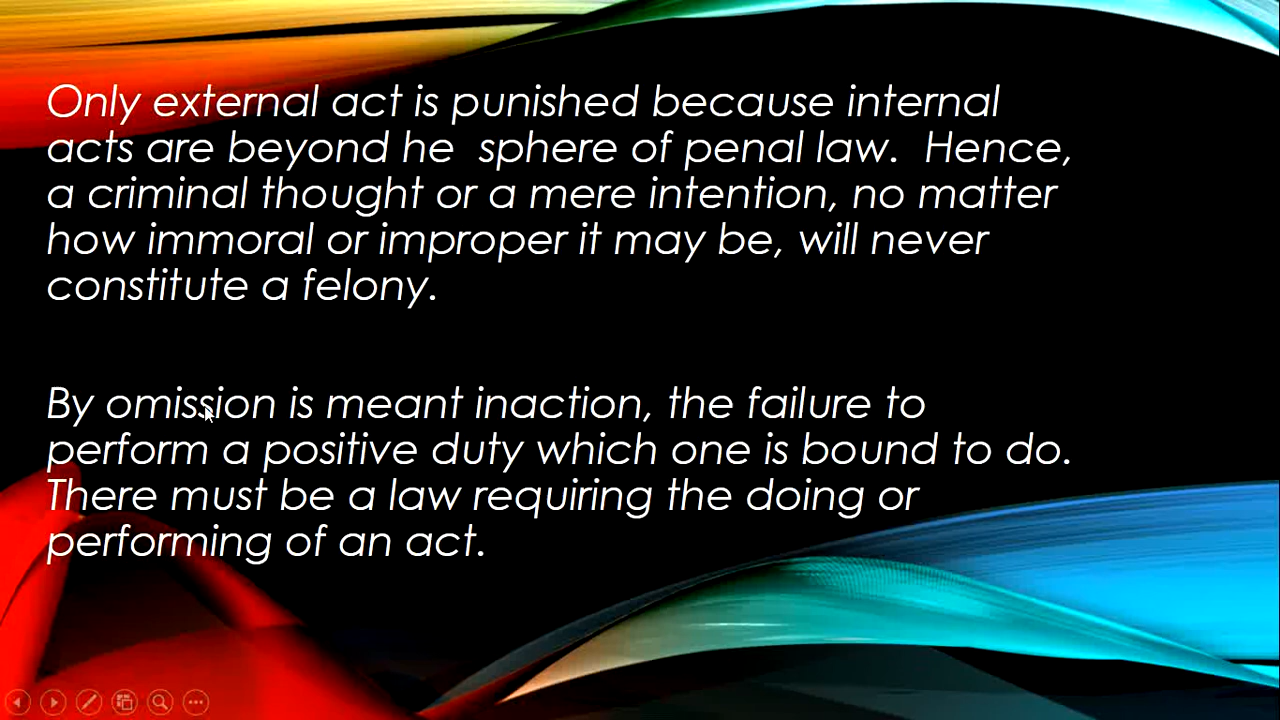 Only external act is punished because internal
acts are beyond he  sphere of penal law.  Hence,
a criminal thought or a mere intention, no matter
how immoral or improper it may be, will never
constitute a felony.
By omission is meant inaction, the failure to
perform a positive duty which one is bound to do.
There must be a law requiring the doing or
performing of an act.